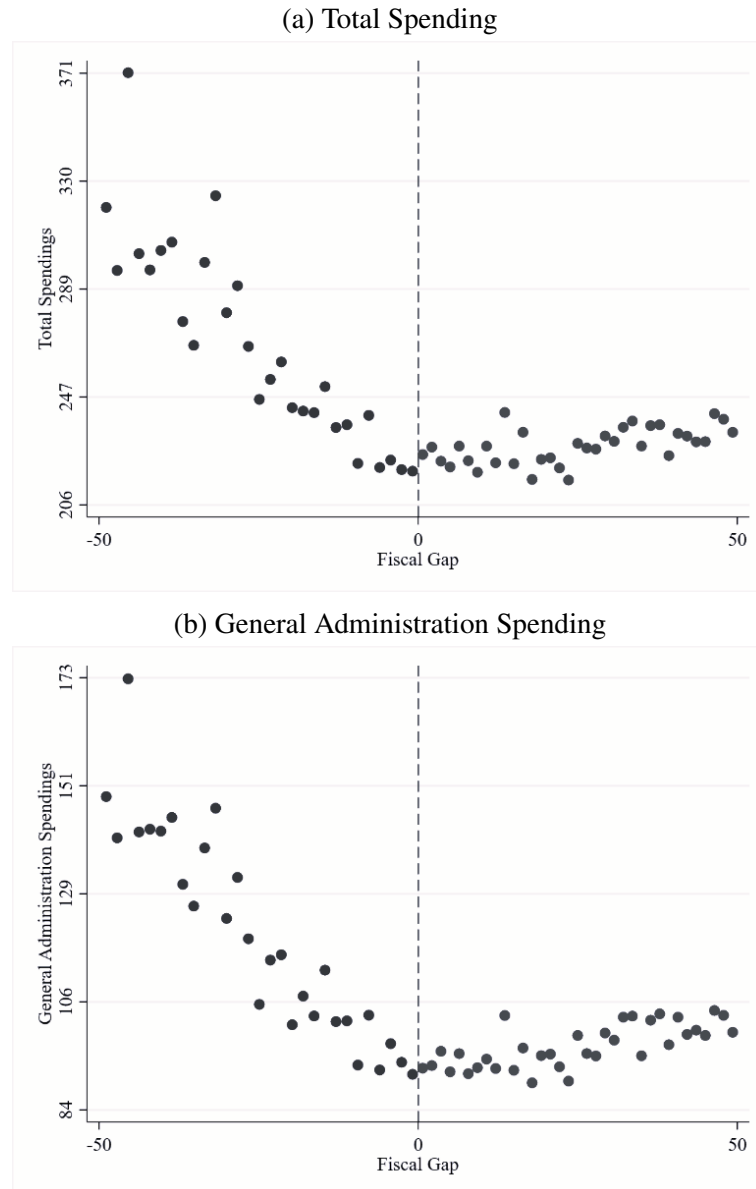 (a) Total Spending
371
330
289
247
206
Total Spendings
-50
0
50
Fiscal Gap
(b) General Administration Spending
173
151
129
106
84
General Administration Spendings
-50
0
50
Fiscal Gap